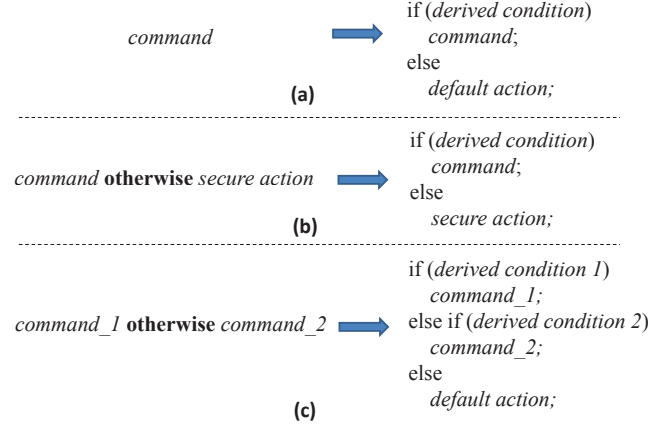 command
if (derived condition)
command;
else
default action;
(a)
command otherwise secure action
if (derived condition)
command;
else
secure action;
(b)
command_1 otherwise command_2
if (derived condition 1)
command_1;
else if (derived condition 2)
command_2;
else
default action;
(c)